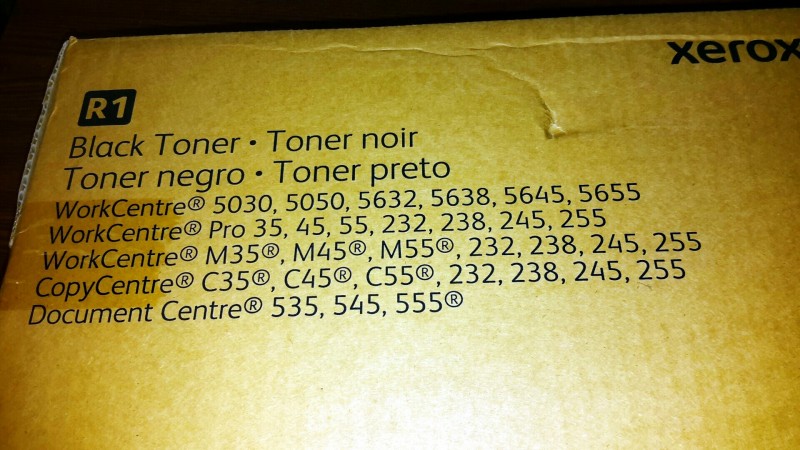 xerox
R1
Black Toner • Toner noir
Toner negro • Toner preto
WorkCentre® 5030, 5050, 5632, 5638, 5645, 5655
WorkCentre® Pro 35, 45, 55, 232, 238, 245, 255
WorkCentre® M35®, M45®, M55®, 232, 238, 245, 255
CopyCentre® C35®, C45®, C55®, 232, 238, 245, 255
Document Centre® 535, 545, 555®